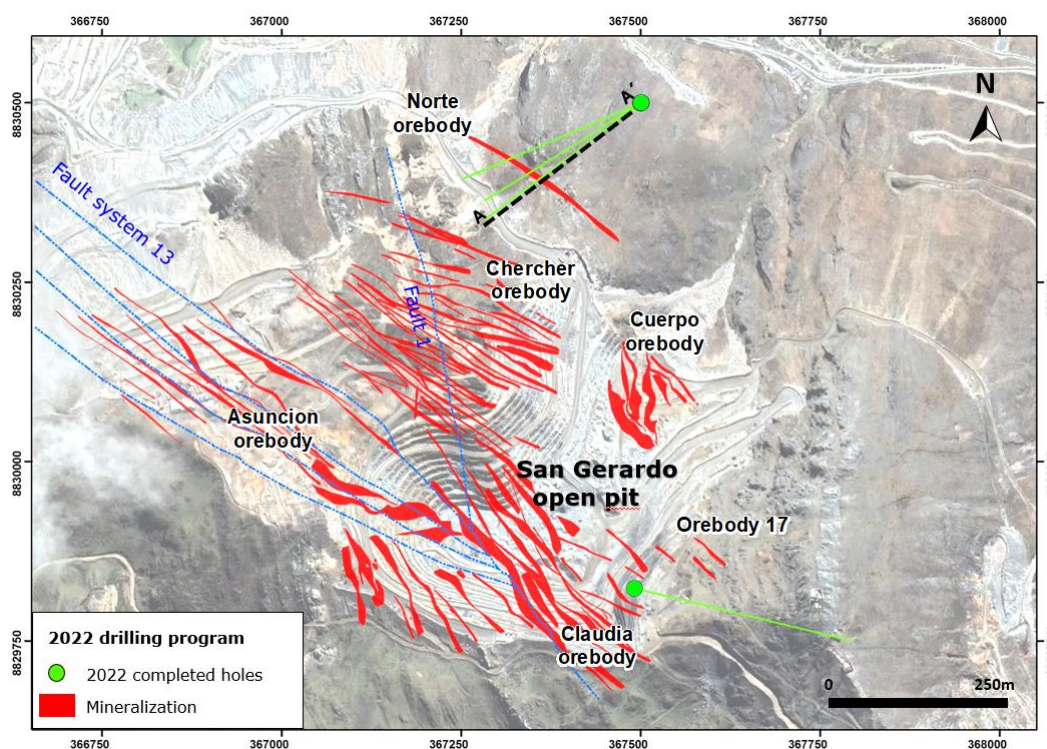 366750 367000 367250 367500 367750 368000
8830500
8830250
8830000
8829750
N
A'
A
Norte
orebody
Fault system 13
Chercher
orebody
Fault 1
Cuerpo
orebody
Asuncion
orebody
San Gerardo
open pit
Orebody 17
Claudia
orebody
2022 drilling program
2022 completed holes
Mineralization
0 250m
366750 367000 367250 367500 367750 368000